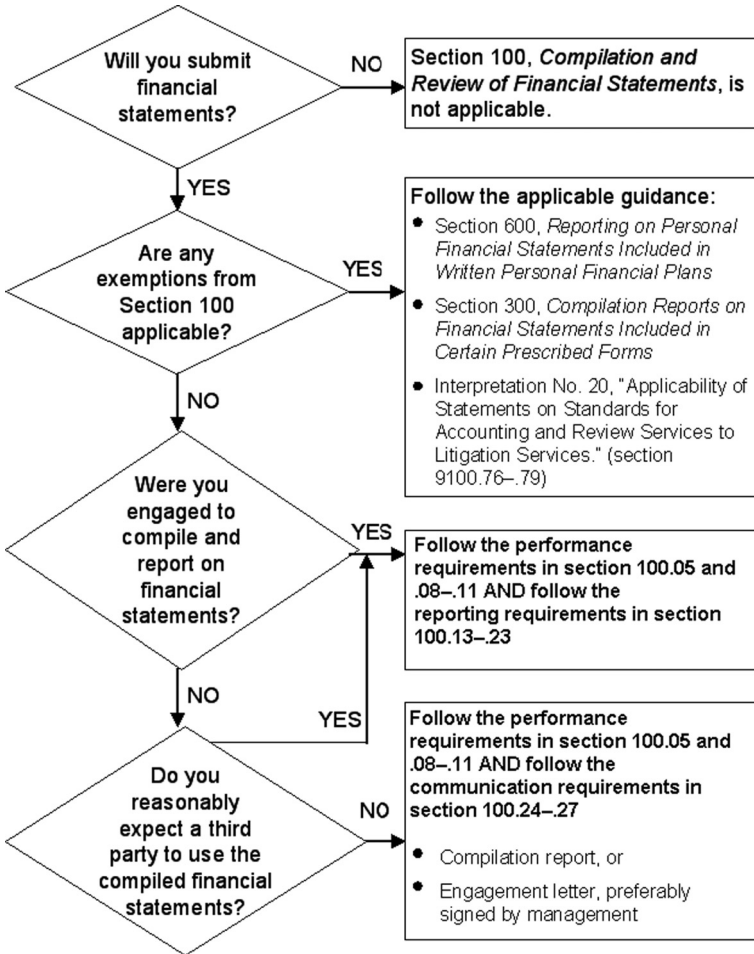 Will you submit
financial
statements?
NO
Section 100, Compilation and
Review of Financial Statements, is
not applicable.
YES
Are any
exemptions from
Section 100
applicable?
YES
Follow the applicable guidance:
• Section 600, Reporting on Personal
Financial Statements Included in
Written Personal Financial Plans
• Section 300, Compilation Reports on
Financial Statements Included in
Certain Prescribed Forms
• Interpretation No. 20, "Applicability of
Statements on Standards for
Accounting and Review Services to
Litigation Services." (section
9100.76–.79)
NO
Were you
engaged to
compile and
report on
financial
statements?
YES
Follow the performance
requirements in section 100.05 and
.08–.11 AND follow the
reporting requirements in section
100.13–.23
NO
YES
Do you
reasonably
expect a third
party to use the
compiled financial
statements?
NO
Follow the performance
requirements in section 100.05 and
.08–.11 AND follow the
communication requirements in
section 100.24–.27
• Compilation report, or
• Engagement letter, preferably
signed by management